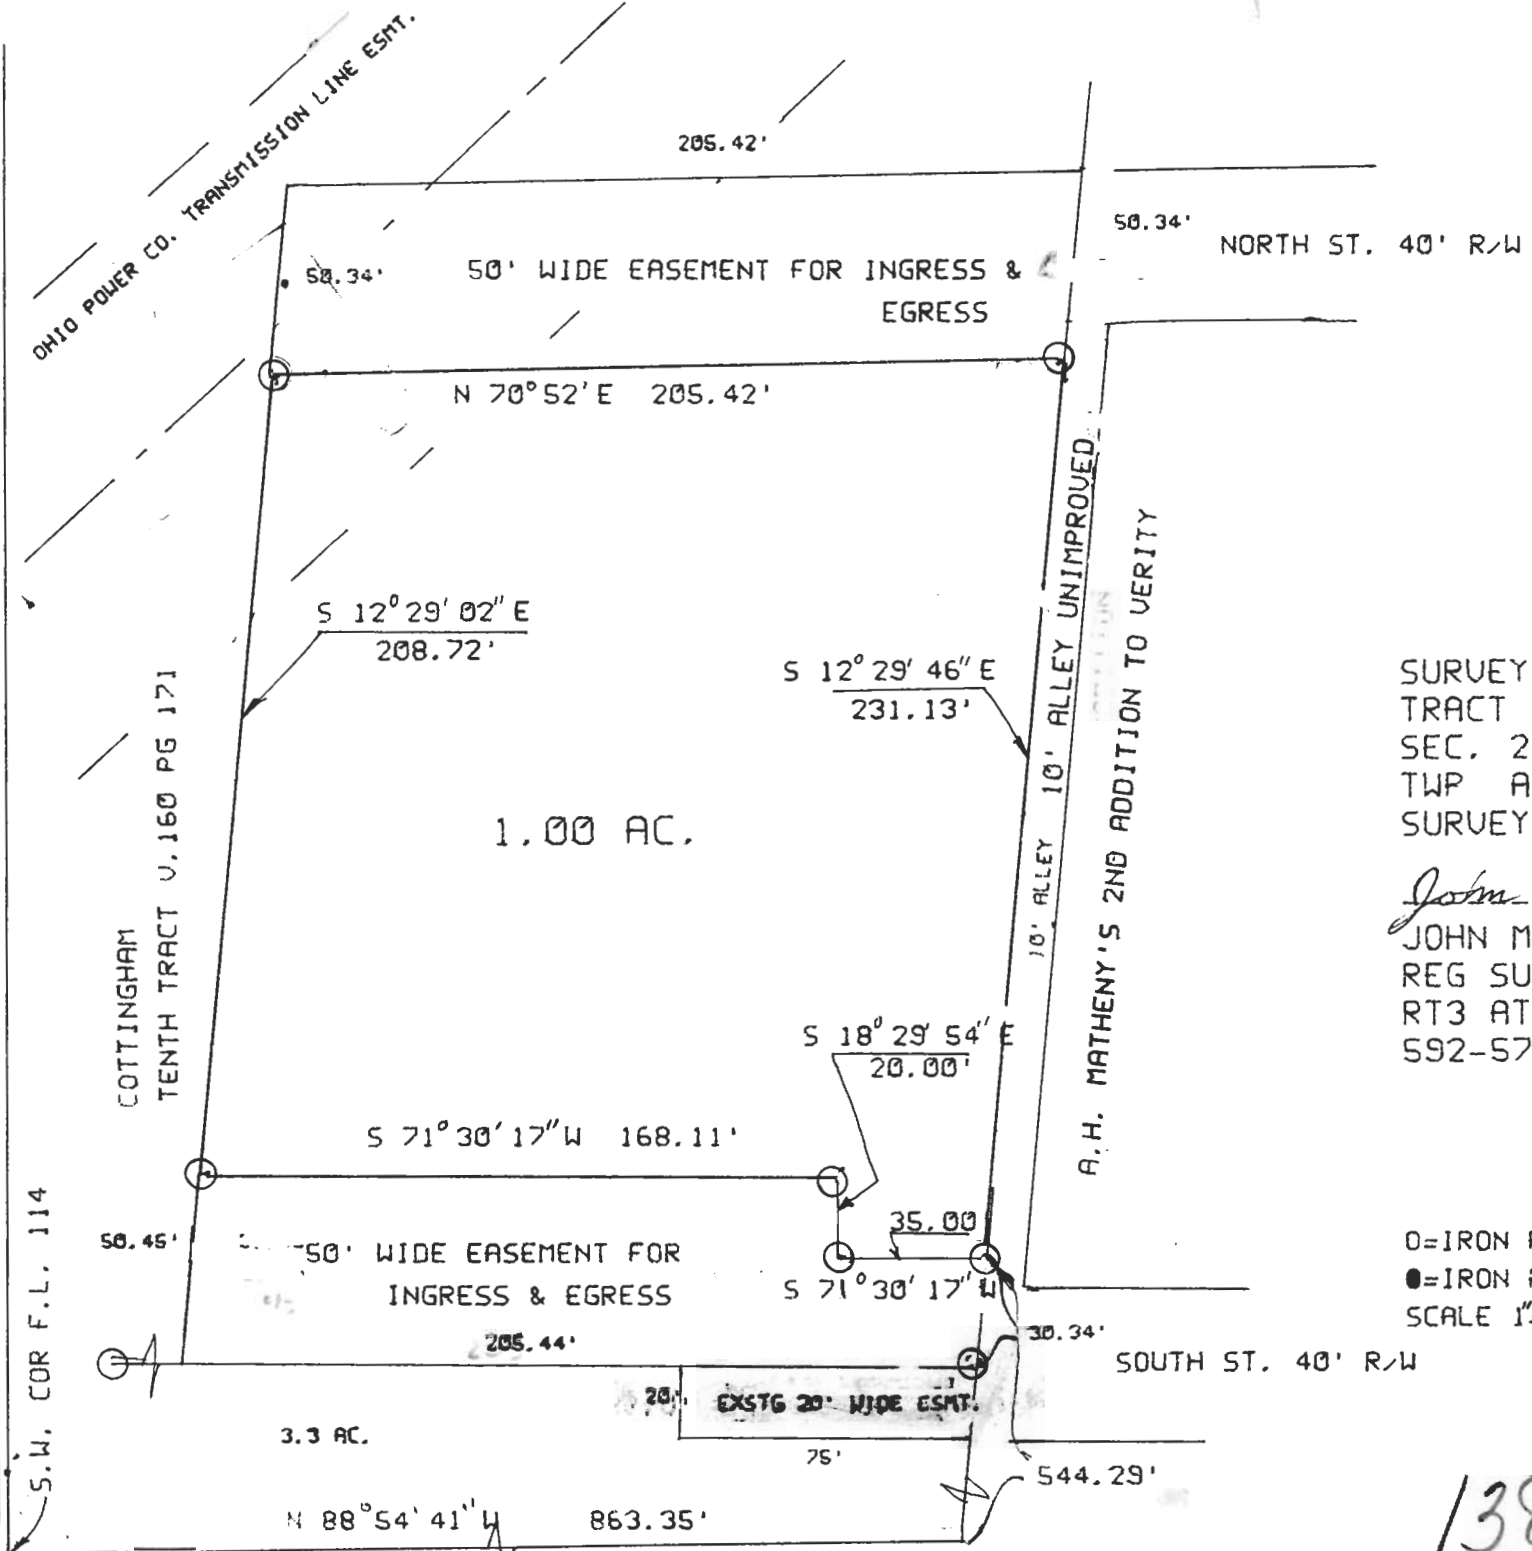 OHIO POWER CO. TRANSMISSION LINE ESMT.
205.42'
50.34'
NORTH ST. 40' R/W
50.34'
50' WIDE EASEMENT FOR INGRESS &
EGRESS
N 70°52'E 205.42'
S 12°29'02"E
208.72'
S 12°29'46"E
231.13'
10' ALLEY 10' ALLEY UNIMPROVED
A.H. MATHENY'S 2ND ADDITION TO VERITY
COTTINGHAM
TENTH TRACT V.160 PG 171
1.00 AC.
SURVEY
TRACT
SEC. 2
TWP A
SURVEY
John
JOHN M
REG SU
RT3 AT
592-57
S 18°29'54"E
20.00'
S 71°30'17"W 168.11'
35.00
S 71°30'17"W
50.45'
50' WIDE EASEMENT FOR
INGRESS & EGRESS
205.44'
30.34'
SOUTH ST. 40' R/W
O=IRON
●=IRON
SCALE 1"
20'
EXSTG 20' WIDE ESMT.
75'
3.3 AC.
544.29'
N 88°54'41"W 863.35'
S.W. COR F.L. 114
138